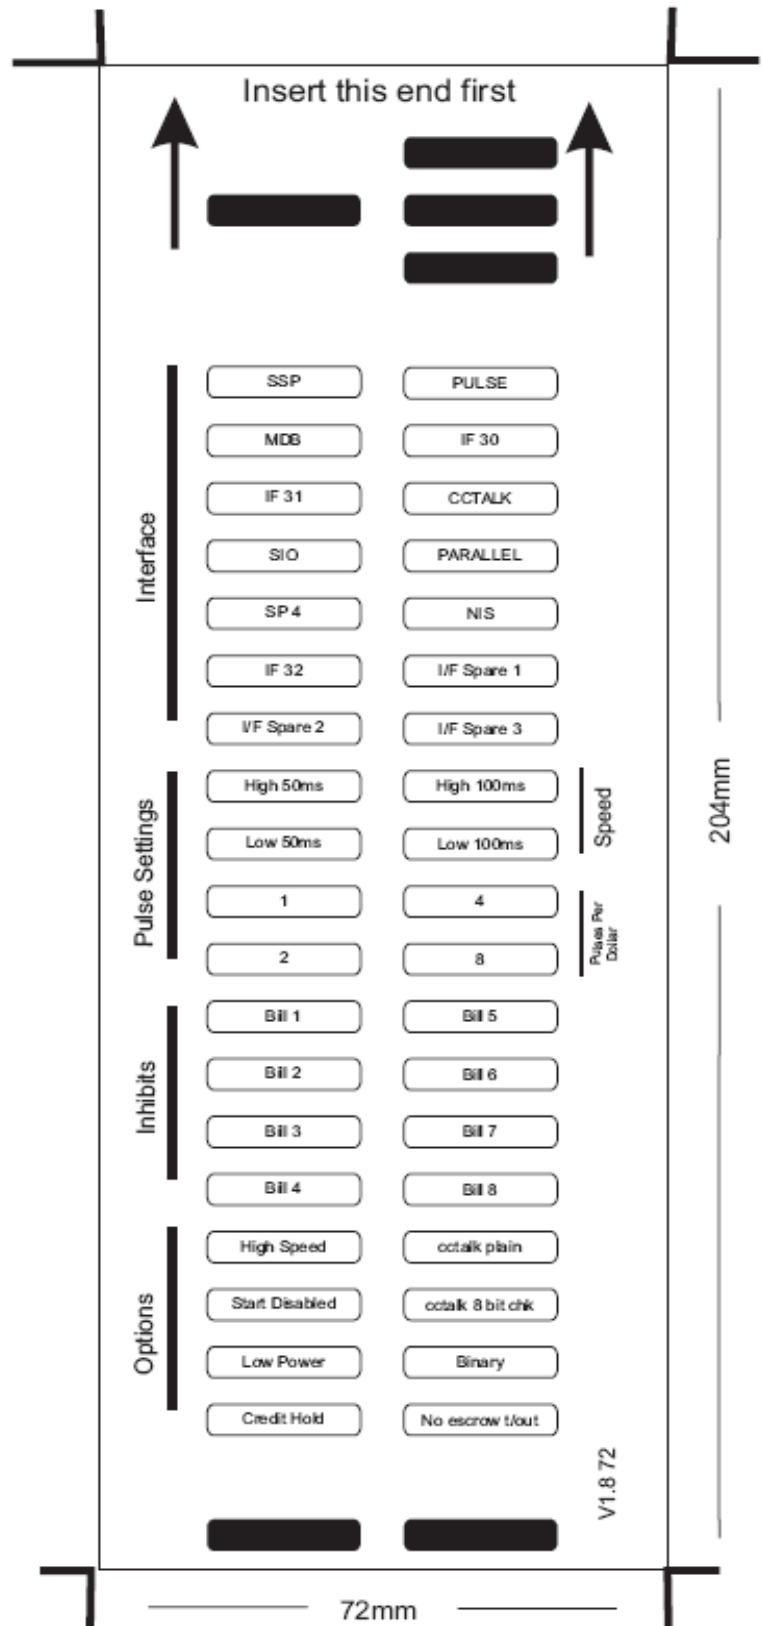 Insert this end first
SSP PULSE
MDB IF 30
IF 31 CCTALK
SIO PARALLEL
SP4 NIS
IF 32 I/F Spare 1
I/F Spare 2 I/F Spare 3
Interface
High 50ms High 100ms
Low 50ms Low 100ms
Speed
1 4
2 8
Pulses Per
Dollar
Pulse Settings
204mm
Bill 1 Bill 5
Bill 2 Bill 6
Bill 3 Bill 7
Bill 4 Bill 8
Inhibits
High Speed cctalk plain
Start Disabled cctalk 8 bit chk
Low Power Binary
Credit Hold No escrow t/out
Options
V1.8 72
72mm